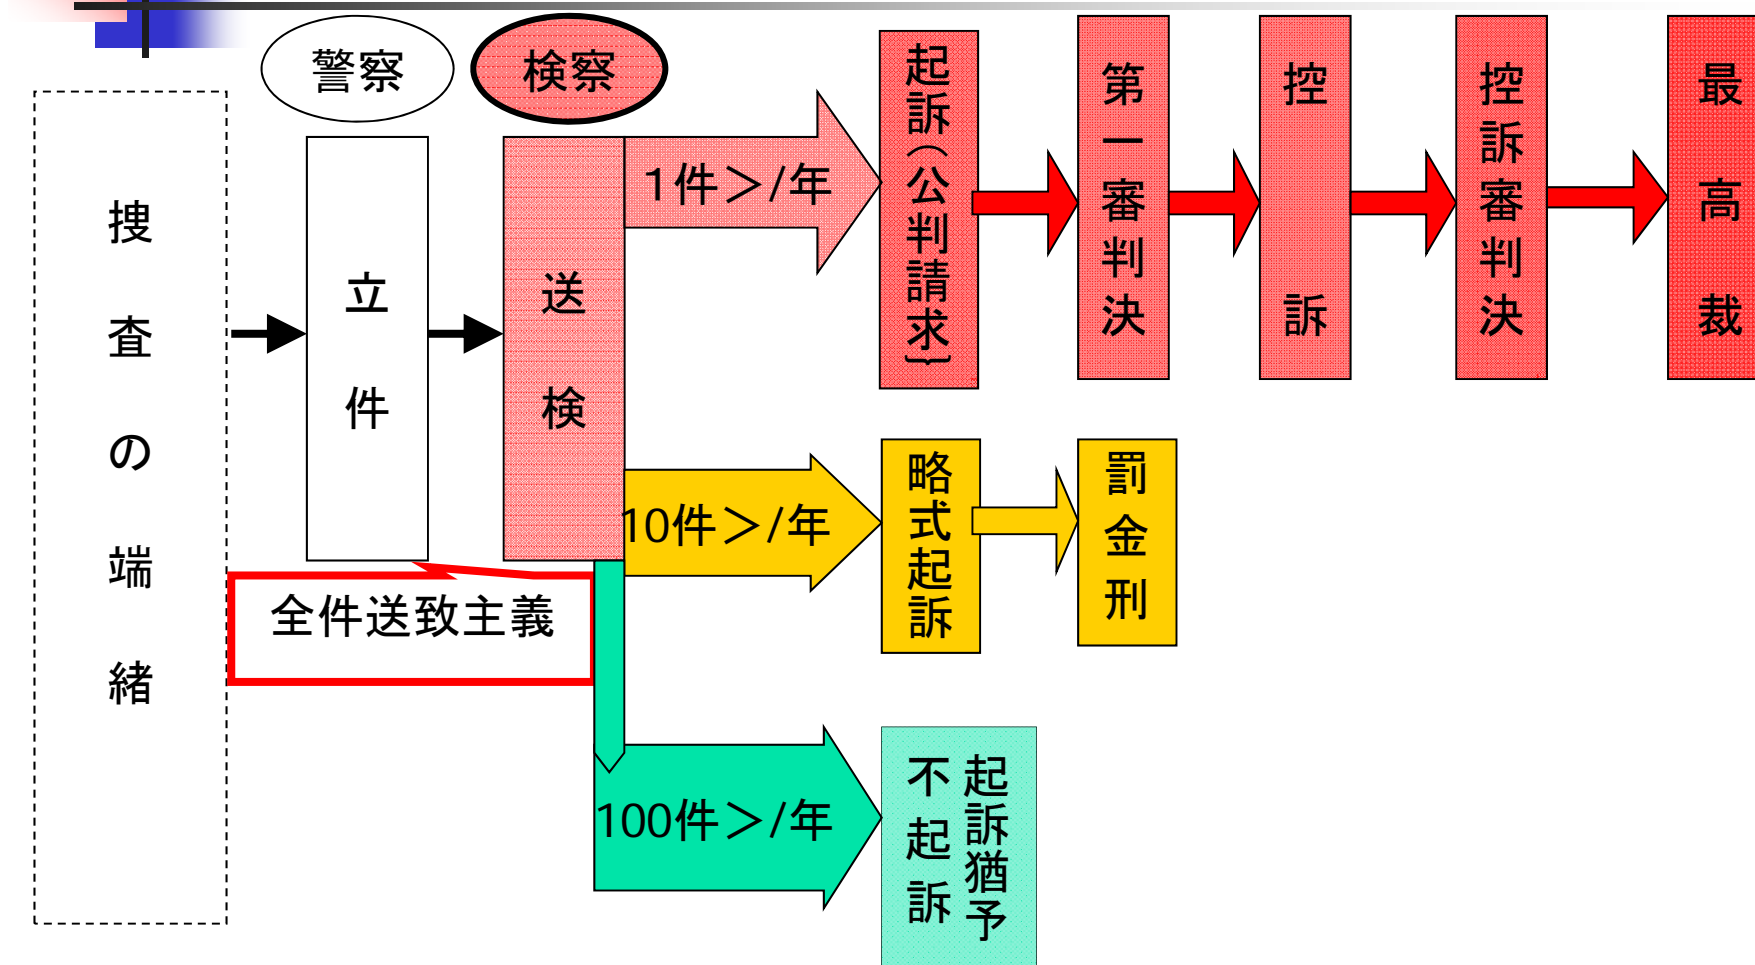 警察
検察
捜査の端緒
立件
送検
全件送致主義
1件＞/年
起訴(公判請求}
第一審判決
控訴
控訴審判決
最高裁
10件＞/年
略式起訴
罰金刑
100件＞/年
起訴猶予
不起訴